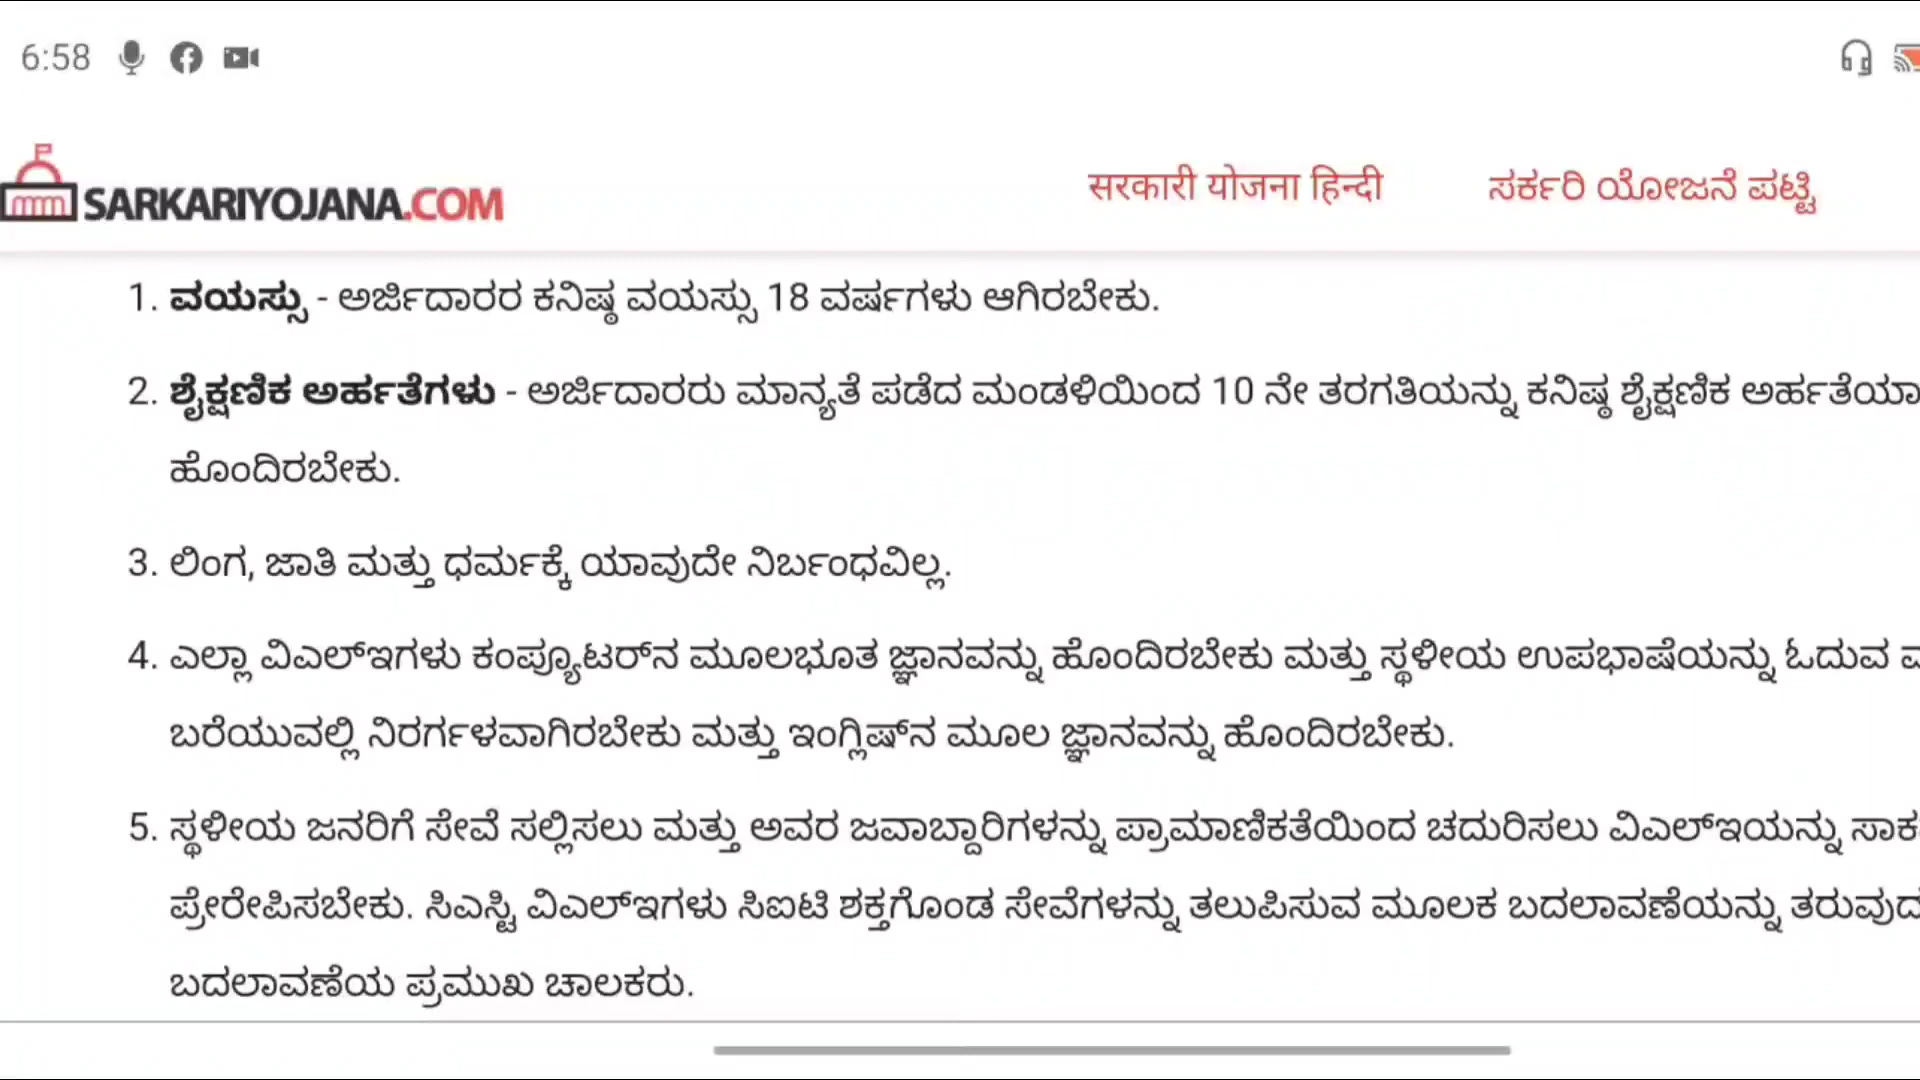 6:58
SARKARIYOJANA.COM
सरकारी योजना हिन्दी
ಸರ್ಕರಿ ಯೋಜನೆ ಪಟ್ಟಿ
1. ವಯಸ್ಸು - ಅರ್ಜಿದಾರರ ಕನಿಷ್ಠ ವಯಸ್ಸು 18 ವರ್ಷಗಳು ಆಗಿರಬೇಕು.
2. ಶೈಕ್ಷಣಿಕ ಅರ್ಹತೆಗಳು - ಅರ್ಜಿದಾರರು ಮಾನ್ಯತೆ ಪಡೆದ ಮಂಡಳಿಯಿಂದ 10 ನೇ ತರಗತಿಯನ್ನು ಕನಿಷ್ಠ ಶೈಕ್ಷಣಿಕ
ಹೊಂದಿರಬೇಕು.
3. ಲಿಂಗ, ಜಾತಿ ಮತ್ತು ಧರ್ಮಕ್ಕೆ ಯಾವುದೇ ನಿರ್ಬಂಧವಿಲ್ಲ.
4. ಎಲ್ಲಾ ವಿಎಲ್‌ಇಗಳು ಕಂಪ್ಯೂಟರ್‌ನ ಮೂಲಭೂತ ಜ್ಞಾನವನ್ನು ಹೊಂದಿರಬೇಕು ಮತ್ತು ಸ್ಥಳೀಯ ಉಪಭಾಷೆಯನ್ನು ಓದುವ
ಬರೆಯುವಲ್ಲಿ ನಿರರ್ಗಳವಾಗಿರಬೇಕು ಮತ್ತು ಇಂಗ್ಲಿಷ್‌ನ ಮೂಲ ಜ್ಞಾನವನ್ನು ಹೊಂದಿರಬೇಕು.
5. ಸ್ಥಳೀಯ ಜನರಿಗೆ ಸೇವೆ ಸಲ್ಲಿಸಲು ಮತ್ತು ಅವರ ಜವಾಬ್ದಾರಿಗಳನ್ನು ಪ್ರಾಮಾಣಿಕತೆಯಿಂದ ಚದುರಿಸಲು ವಿಎಲ್‌ಇಯನ್ನು
ಪ್ರೇರೇಪಿಸಬೇಕು. ಸಿಎಸ್ಟಿ ವಿಎಲ್‌ಇಗಳು ಸಿಐಟಿ ಶಕ್ತಗೊಂಡ ಸೇವೆಗಳನ್ನು ತಲುಪಿಸುವ ಮೂಲಕ ಬದಲಾವಣೆಯನ್ನು
ಬದಲಾವಣೆಯ ಪ್ರಮುಖ ಚಾಲಕರು.